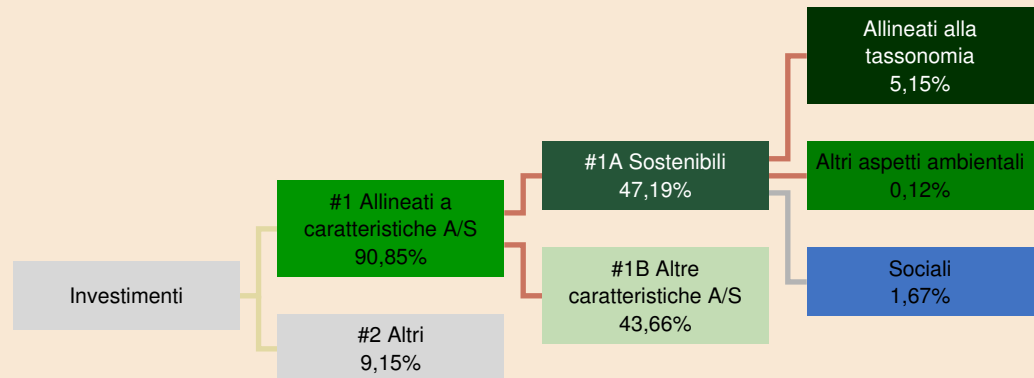 Investimenti
#1 Allineati a
caratteristiche A/S
90,85%
#2 Altri
9,15%
#1A Sostenibili
47,19%
#1B Altre
caratteristiche A/S
43,66%
Allineati alla
tassonomia
5,15%
Altri aspetti ambientali
0,12%
Sociali
1,67%